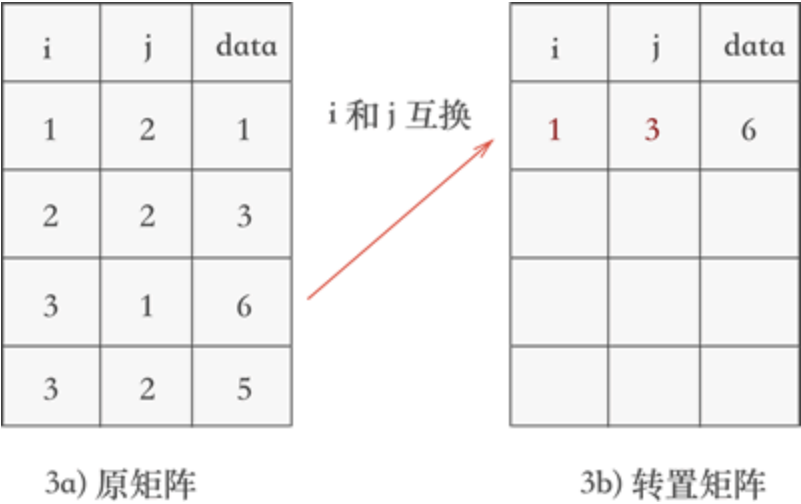 i j data
1 2 1
2 2 3
3 1 6
3 2 5
i 和 j 互换
i j data
1 3 6
3a) 原矩阵
3b) 转置矩阵